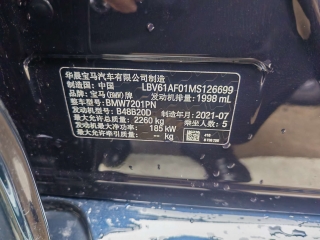 华晨宝马汽车有限公司制造
制造国：中国 LBV61AF01MS126699
品牌：宝马(BMW)牌 发动机排量：1998 mL
整车型号：BMW7201PN
发动机型号：B48B20D 制造年月：2021-07
最大允许总质量：2260 kg 乘坐人数：5
发动机最大净功率：185 kW
最大允许牵引质量：-- kg